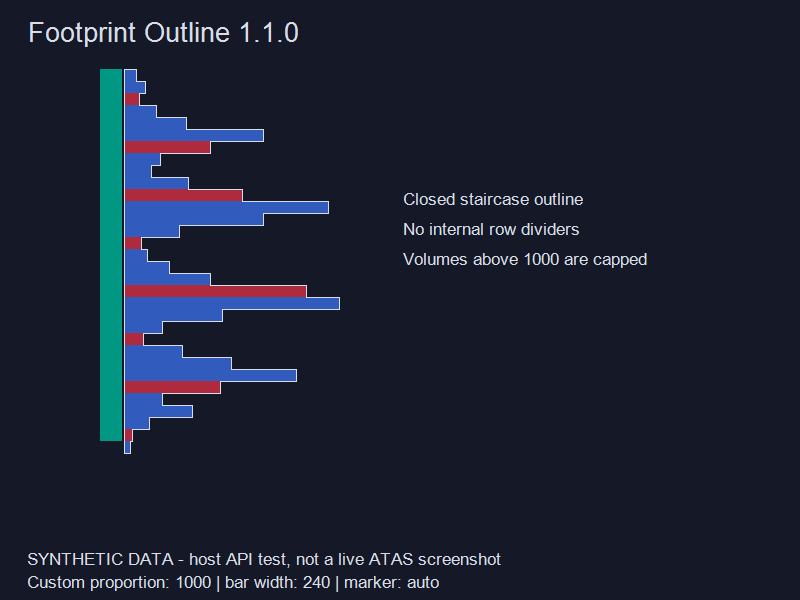 Footprint Outline 1.1.0
Closed staircase outline
No internal row dividers
Volumes above 1000 are capped
SYNTHETIC DATA - host API test, not a live ATAS screenshot
Custom proportion: 1000 | bar width: 240 | marker: auto